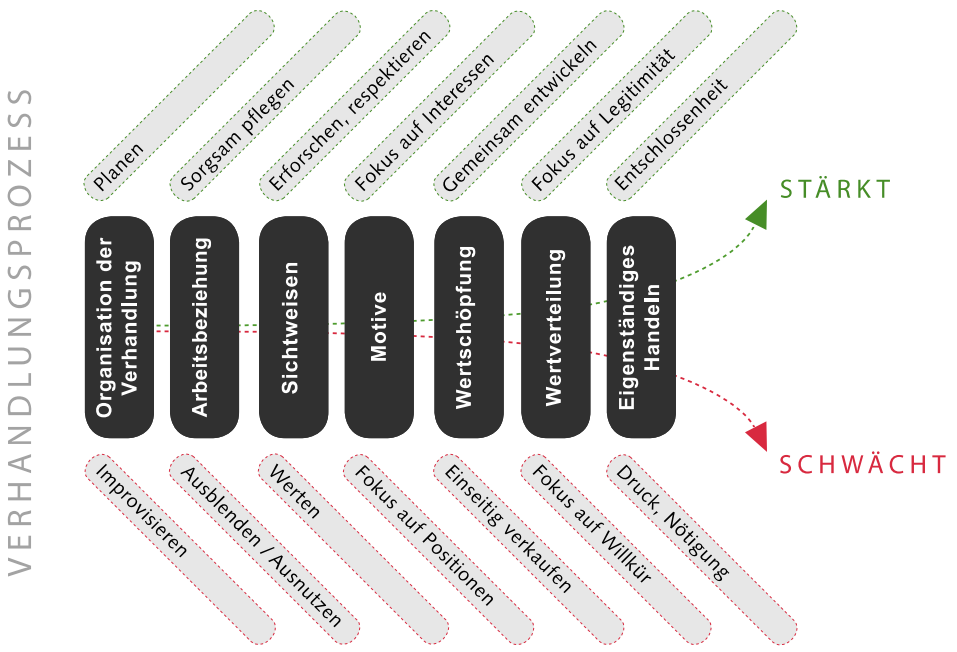 VERHANDLUNGSPROZESS
Planen
Sorgsam pflegen
Erforschen, respektieren
Fokus auf Interessen
Gemeinsam entwickeln
Fokus auf Legitimität
Entschlossenheit
STÄRKT
Organisation der
Verhandlung
Arbeitsbeziehung
Sichtweisen
Motive
Wertschöpfung
Wertverteilung
Eigenständiges
Handeln
SCHWÄCHT
Improvisieren
Ausblenden / Ausnutzen
Werten
Fokus auf Positionen
Einseitig verkaufen
Fokus auf Willkür
Druck, Nötigung